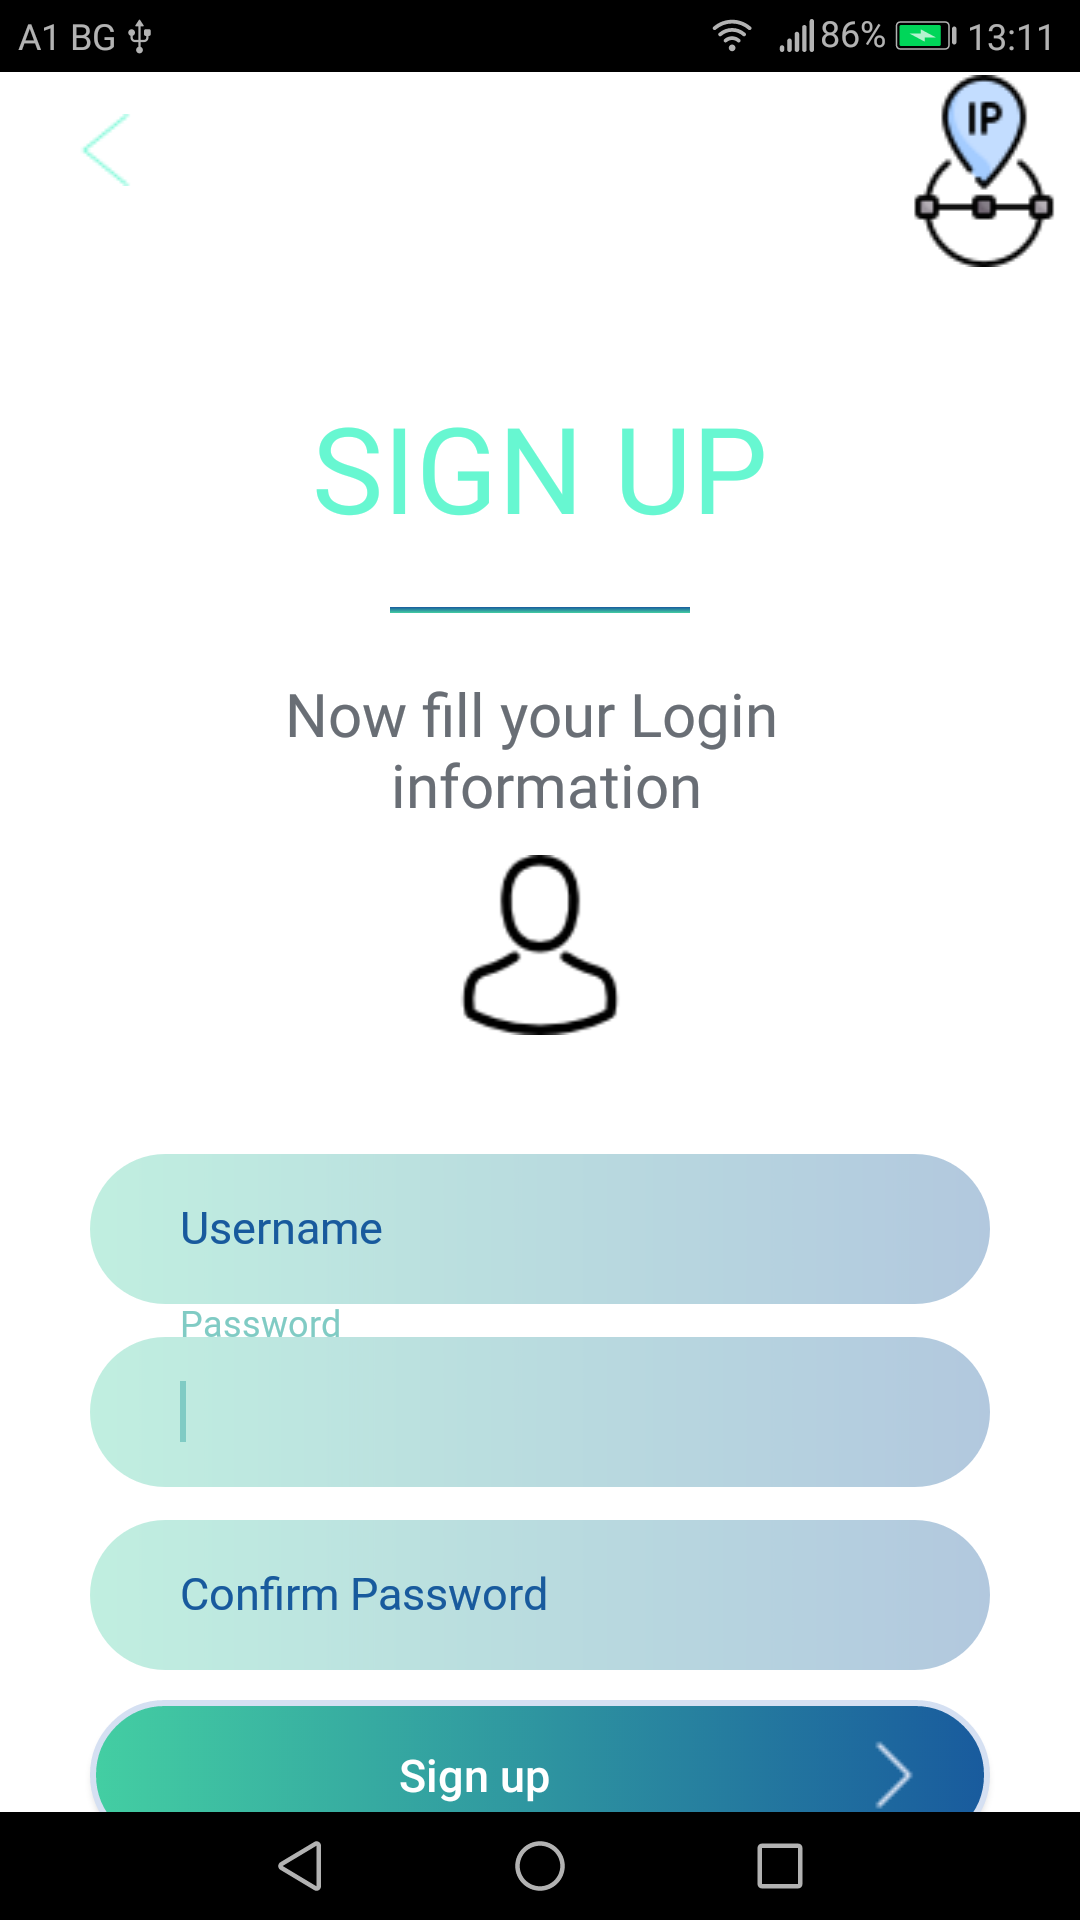 A1 BG 86% 13:11
IP
SIGN UP
Now fill your Login
information
Username
Password
Confirm Password
Sign up